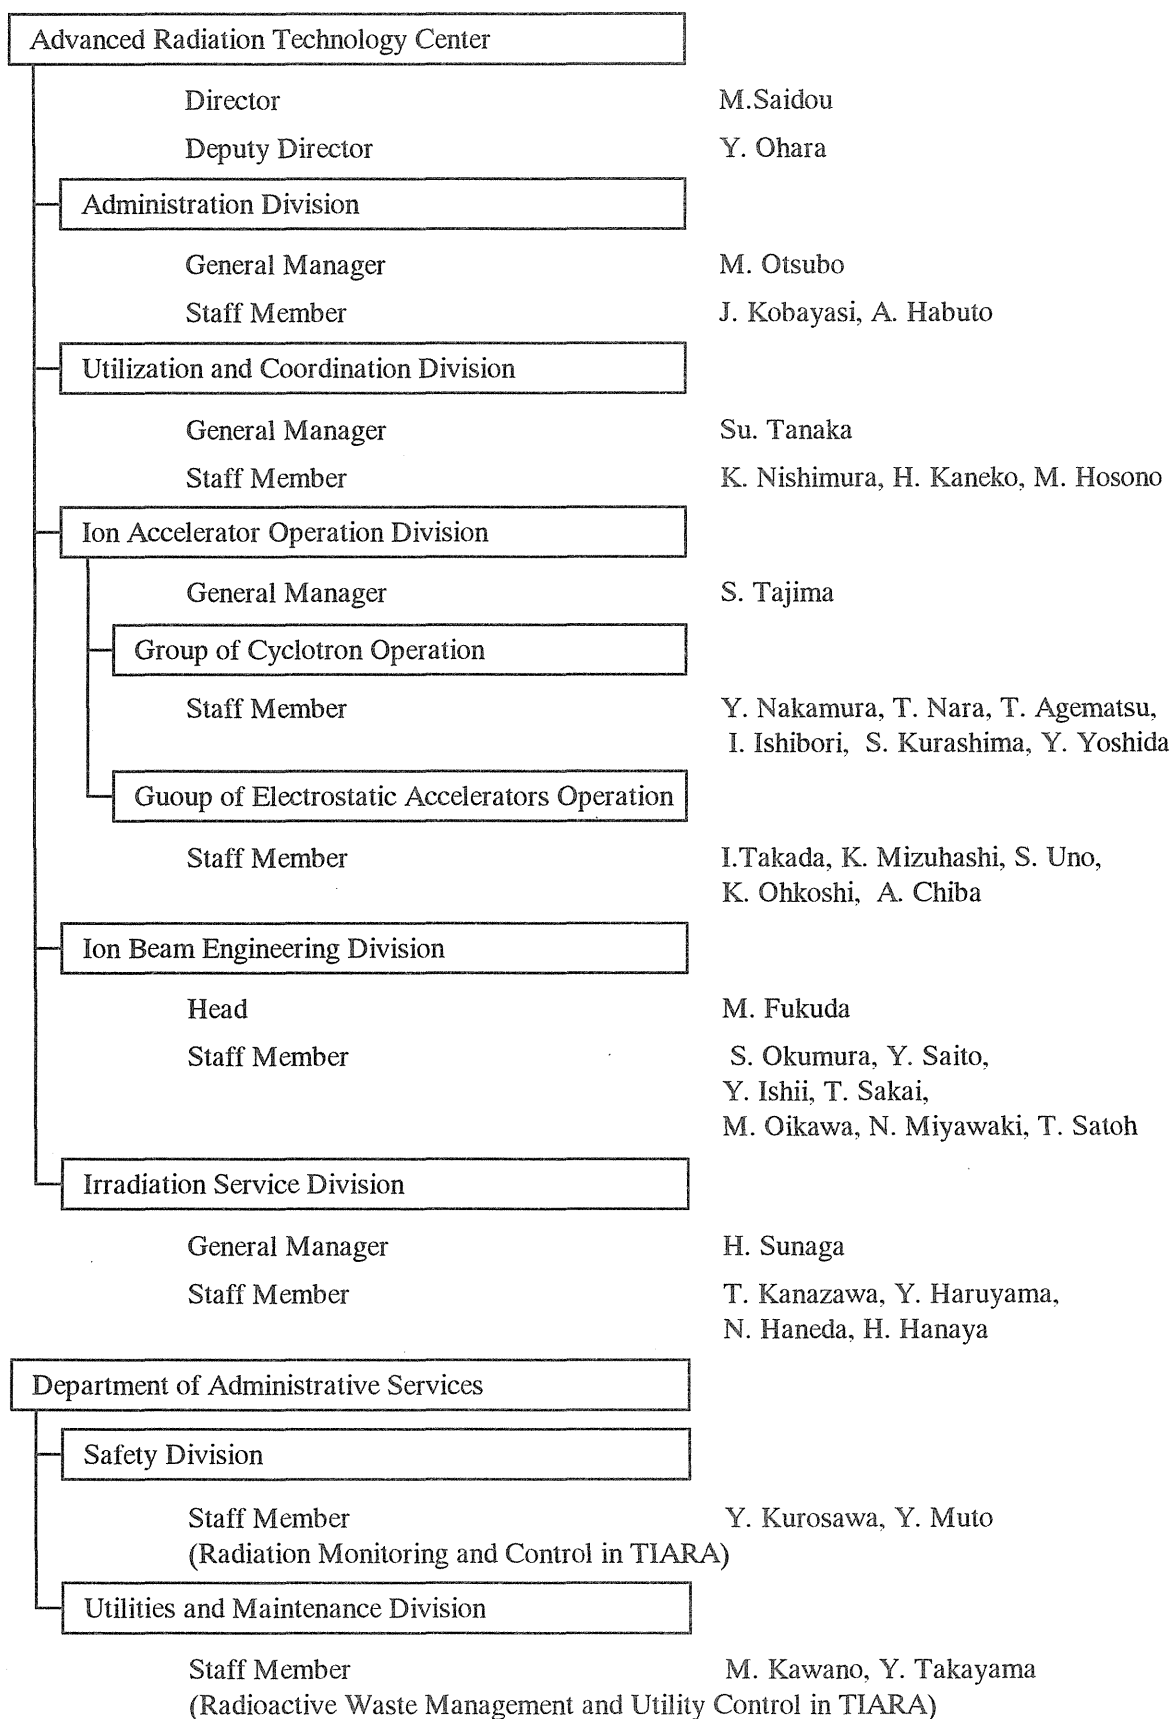 Advanced Radiation Technology Center
Director M.Saidou
Deputy Director Y. Ohara
Administration Division
General Manager M. Otsubo
Staff Member J. Kobayasi, A. Habuto
Utilization and Coordination Division
General Manager Su. Tanaka
Staff Member K. Nishimura, H. Kaneko, M. Hosono
Ion Accelerator Operation Division
General Manager S. Tajima
Group of Cyclotron Operation
Staff Member Y. Nakamura, T. Nara, T. Agematsu,
I. Ishibori, S. Kurashima, Y. Yoshida
Guoup of Electrostatic Accelerators Operation
Staff Member I.Takada, K. Mizuhashi, S. Uno,
K. Ohkoshi, A. Chiba
Ion Beam Engineering Division
Head M. Fukuda
Staff Member S. Okumura, Y. Saito,
Y. Ishii, T. Sakai,
M. Oikawa, N. Miyawaki, T. Satoh
Irradiation Service Division
General Manager H. Sunaga
Staff Member T. Kanazawa, Y. Haruyama,
N. Haneda, H. Hanaya
Department of Administrative Services
Safety Division
Staff Member Y. Kurosawa, Y. Muto
(Radiation Monitoring and Control in TIARA)
Utilities and Maintenance Division
Staff Member M. Kawano, Y. Takayama
(Radioactive Waste Management and Utility Control in TIARA)